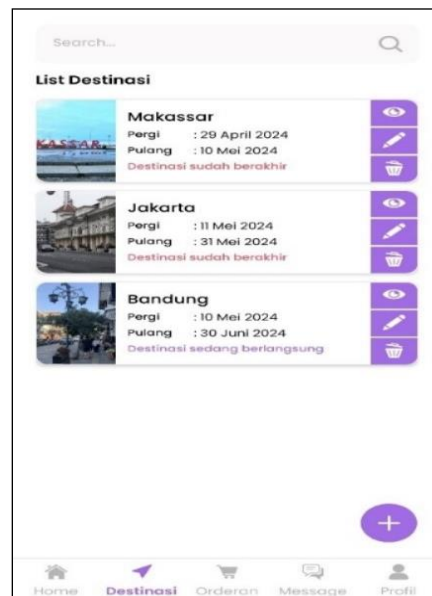 Search...
List Destinasi
Makassar
Pergi : 29 April 2024
Pulang : 10 Mei 2024
Destinasi sudah berakhir
KASSAR
Jakarta
Pergi : 11 Mei 2024
Pulang : 31 Mei 2024
Destinasi sudah berakhir
Bandung
Pergi : 10 Mei 2024
Pulang : 30 Juni 2024
Destinasi sedang berlangsung
Home Destinasi Orderan Message Profil